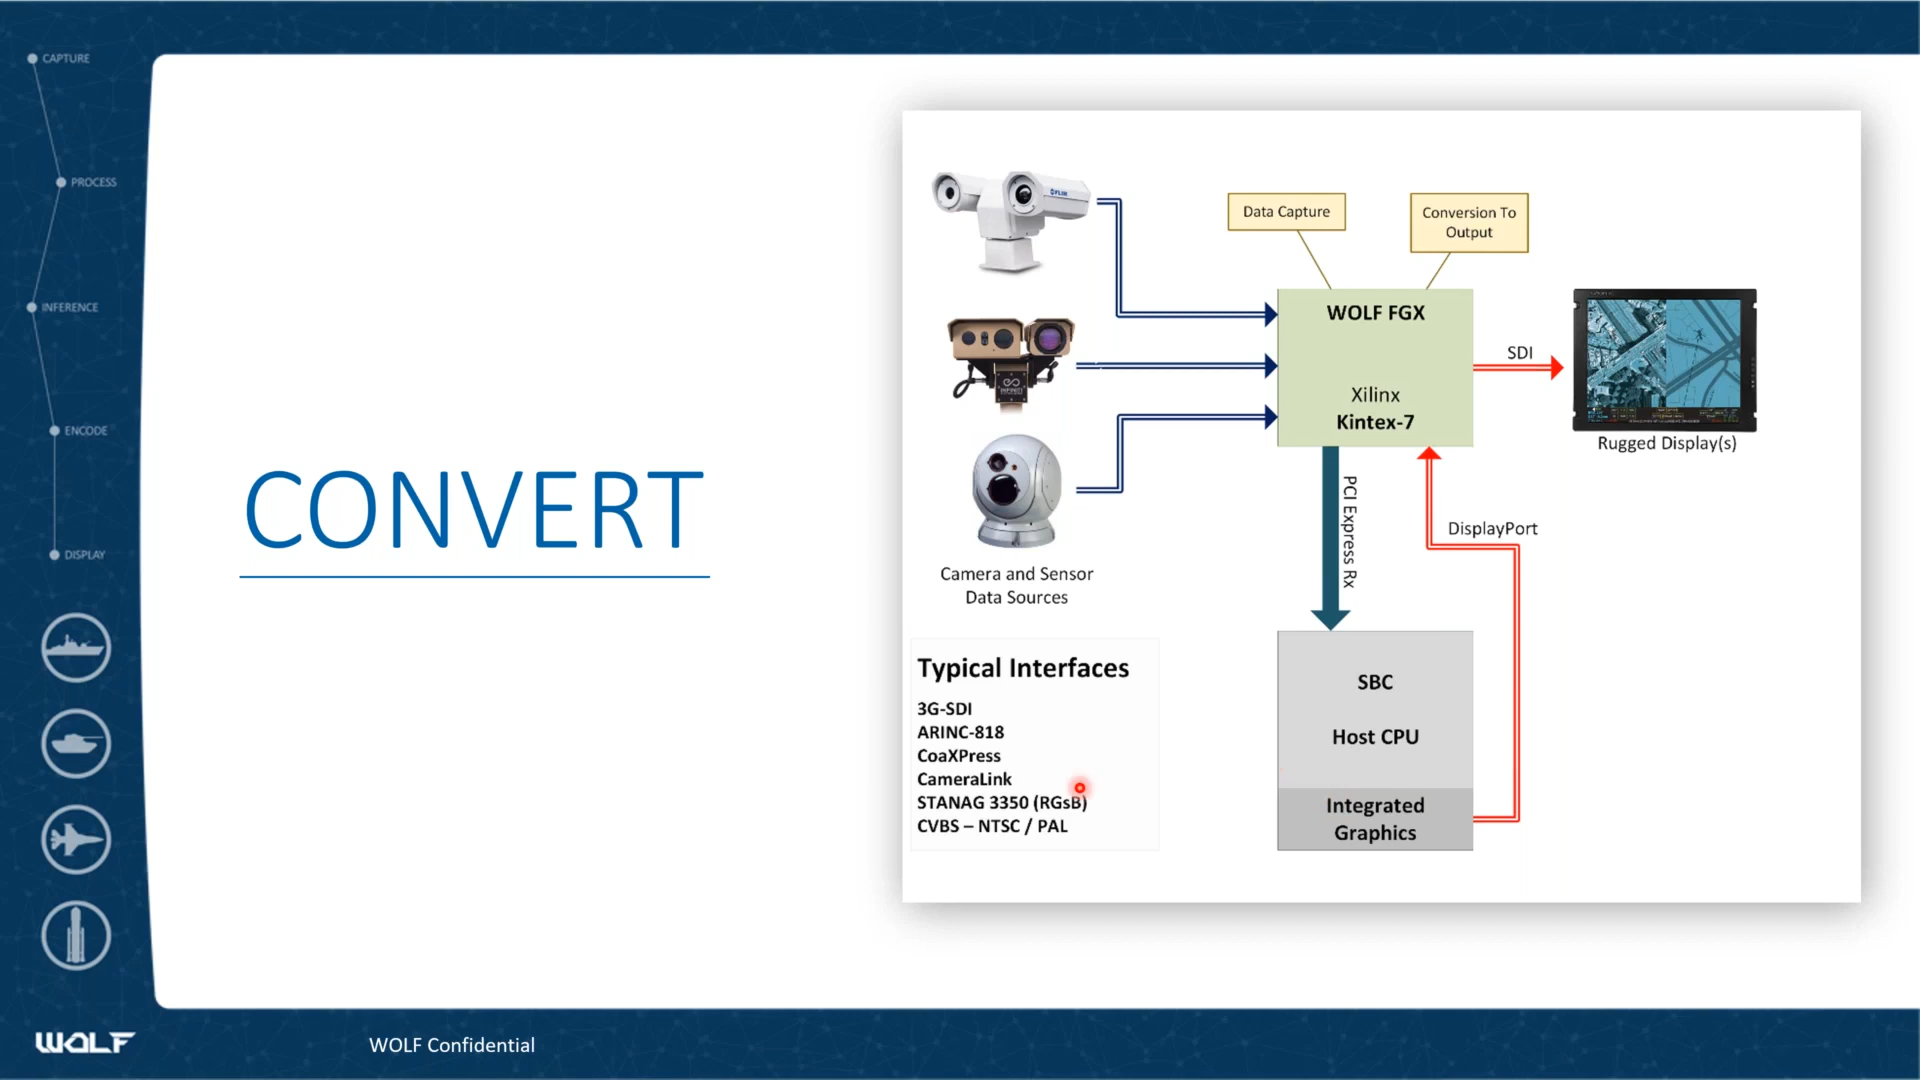 CAPTURE
PROCESS
INFERENCE
ENCODE
DISPLAY
CONVERT
FLIR
Camera and Sensor
Data Sources
Typical Interfaces
3G-SDI
ARINC-818
CoaXPress
CameraLink
STANAG 3350 (RGsB)
CVBS – NTSC / PAL
Data Capture
Conversion To
Output
WOLF FGX
Xilinx
Kintex-7
SDI
Rugged Display(s)
PCI Express Rx
DisplayPort
SBC
Host CPU
Integrated
Graphics
WOLF
WOLF Confidential